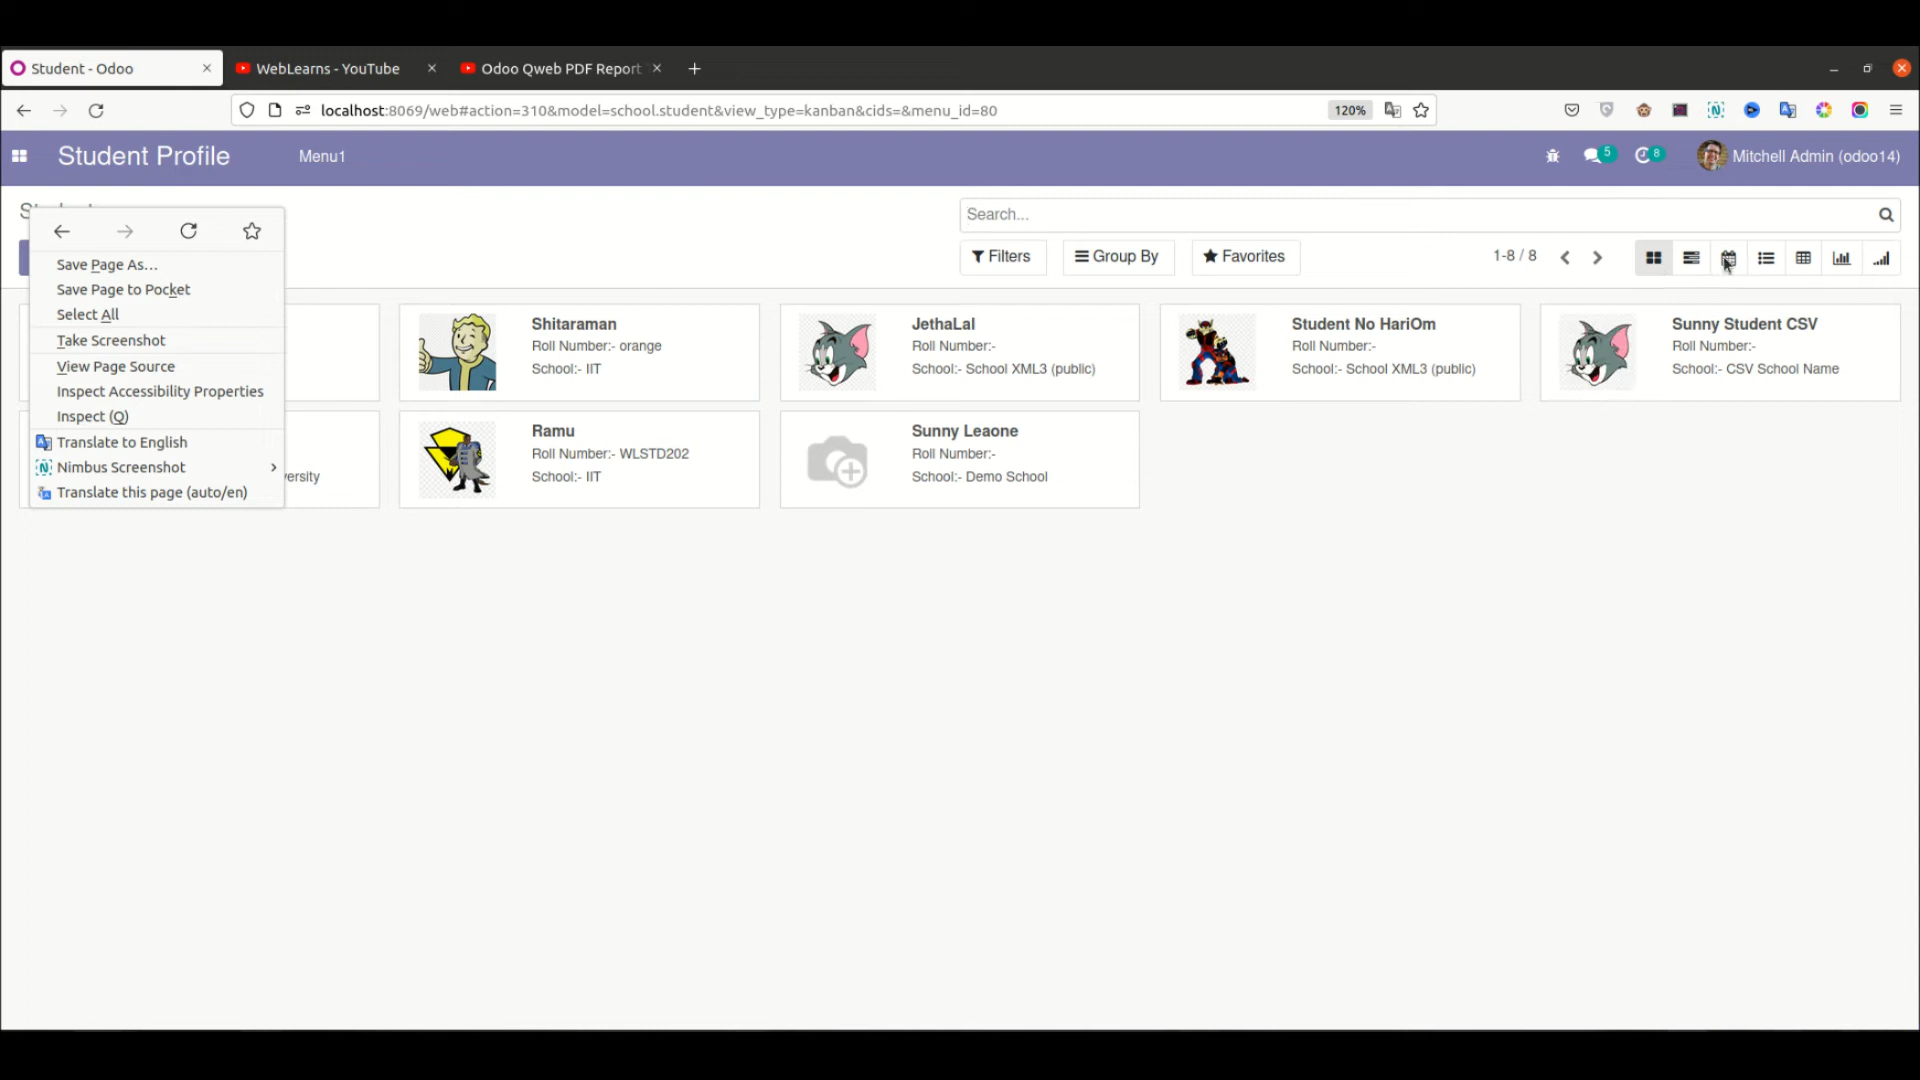 Student - Odoo
WebLearns - YouTube
Odoo Qweb PDF Report
localhost:8069/web#action=310&model=school.student&view_type=kanban&cids=&menu_id=80
120%
Student Profile
Menu1
5
8
Mitchell Admin (odoo14)
Search...
Filters
Group By
Favorites
1-8 / 8
Save Page As…
Save Page to Pocket
Select All
Take Screenshot
View Page Source
Inspect Accessibility Properties
Inspect (Q)
Translate to English
Nimbus Screenshot
Translate this page (auto/en)
Shitaraman
Roll Number:- orange
School:- IIT
JethaLal
Roll Number:-
School:- School XML3 (public)
Student No HariOm
Roll Number:-
School:- School XML3 (public)
Sunny Student CSV
Roll Number:-
School:- CSV School Name
versity
Ramu
Roll Number:- WLSTD202
School:- IIT
Sunny Leaone
Roll Number:-
School:- Demo School